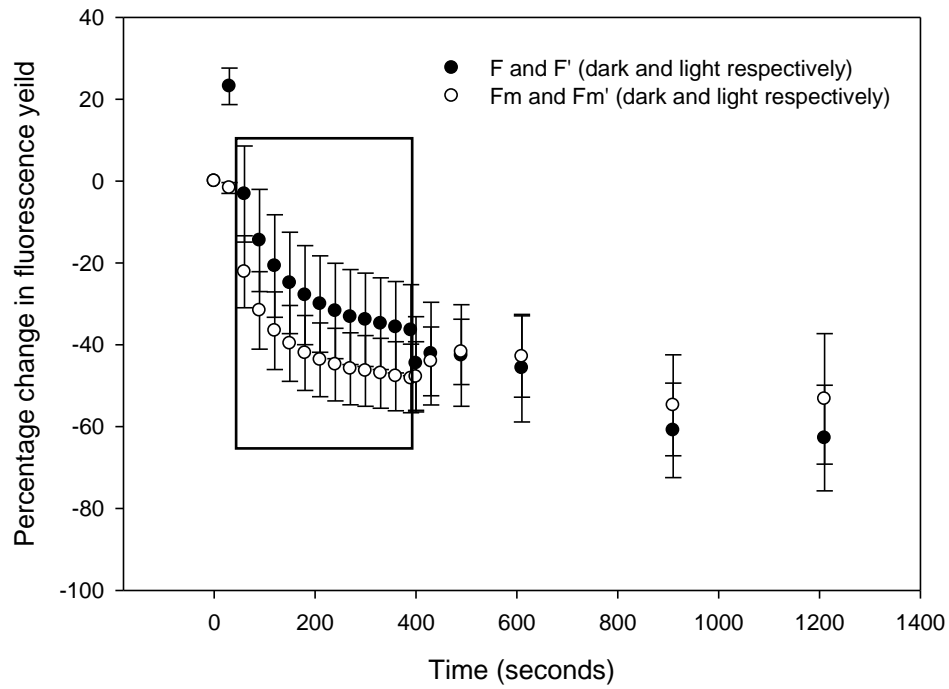 40
20
0
-20
-40
-60
-80
-100
Percentage change in fluorescence yeild
F and F' (dark and light respectively)
Fm and Fm' (dark and light respectively)
0 200 400 600 800 1000 1200 1400
Time (seconds)